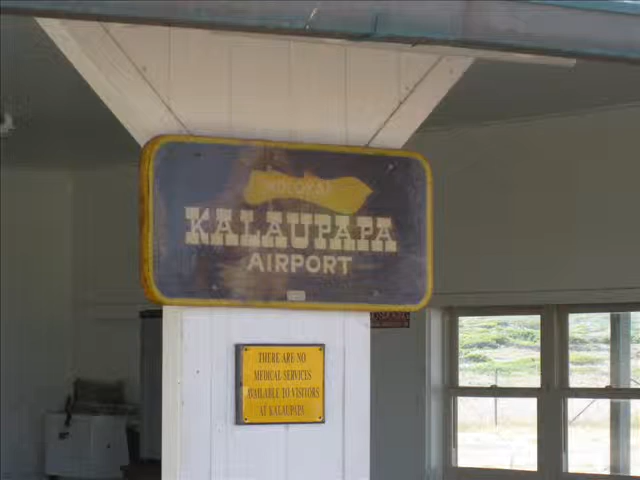 MOLOKAI
KALAUPAPA
AIRPORT
THERE ARE NO
MEDICAL SERVICES
AVAILABLE TO VISITORS
AT KALAUPAPA